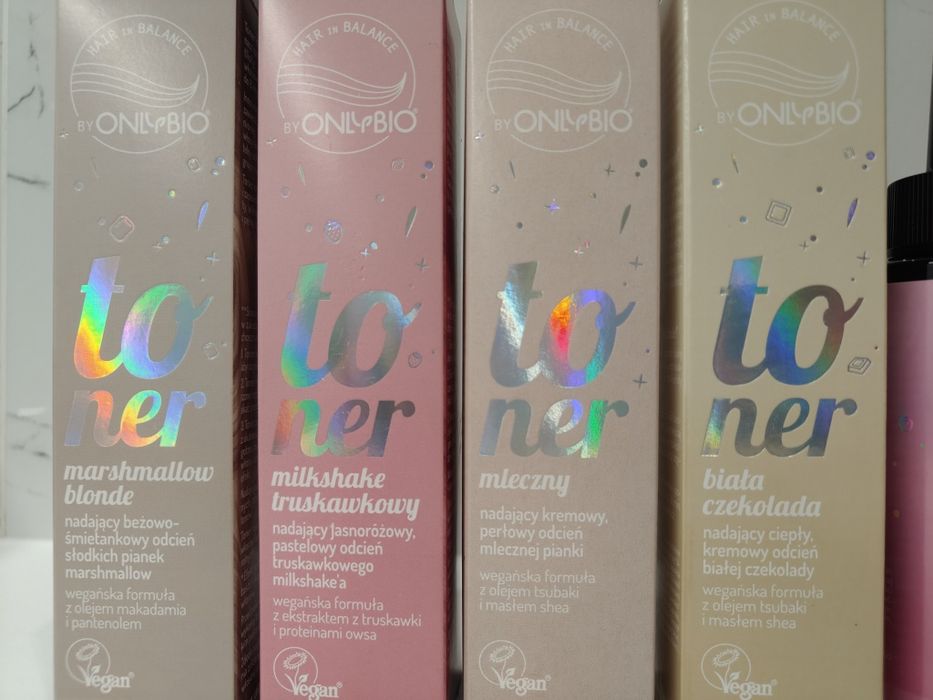 HAIR IN BALANCE
BY ONLYBIO®
to
ner
marshmallow
blonde
nadający beżowo-
śmietankowy odcień
słodkich pianek
marshmallow
wegańska formuła
z olejem makadamia
i pantenolem
Vegan®
HAIR IN BALANCE
BY ONLYBIO®
to
ner
milkshake
truskawkowy
nadający jasnoróżowy,
pastelowy odcień
truskawkowego
milkshake'a
wegańska formuła
z ekstraktem z truskawki
i proteinami owsa
Vegan®
HAIR IN BALANCE
BY ONLYBIO®
to
ner
mleczny
nadający kremowy,
perłowy odcień
mlecznej pianki
wegańska formuła
z olejem tsubaki
i masłem shea
Vegan®
HAIR IN BALANCE
BY ONLYBIO®
to
ner
biała
czekolada
nadający ciepły,
kremowy odcień
białej czekolady
wegańska formuła
z olejem tsubaki
i masłem shea
Vegan®